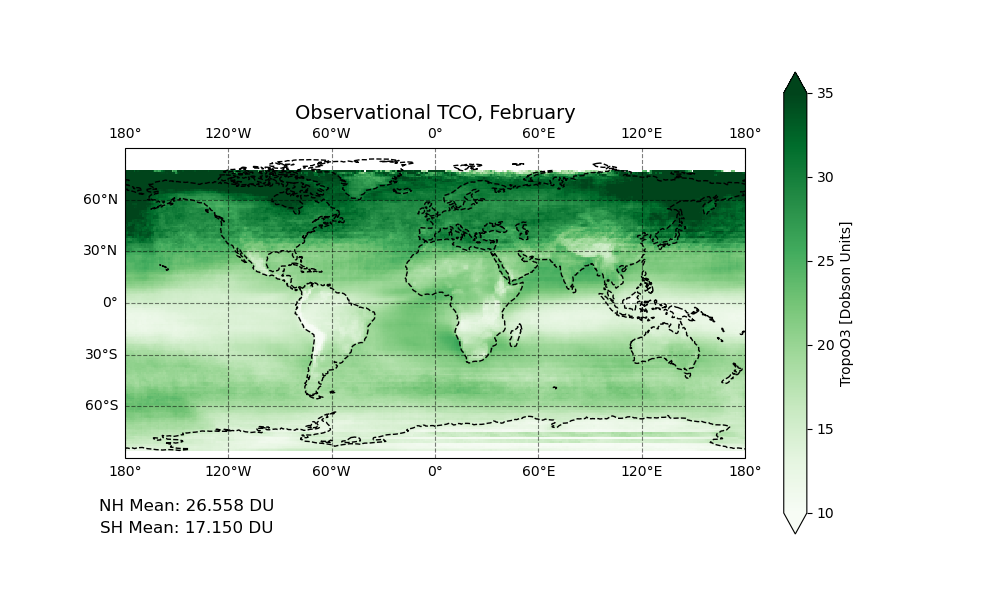 Observational TCO, February
180° 120°W 60°W 0° 60°E 120°E 180°
60°N
30°N
0°
30°S
60°S
180° 120°W 60°W 0° 60°E 120°E 180°
35
30
25
20
15
10
TropoO3 [Dobson Units]
NH Mean: 26.558 DU
SH Mean: 17.150 DU